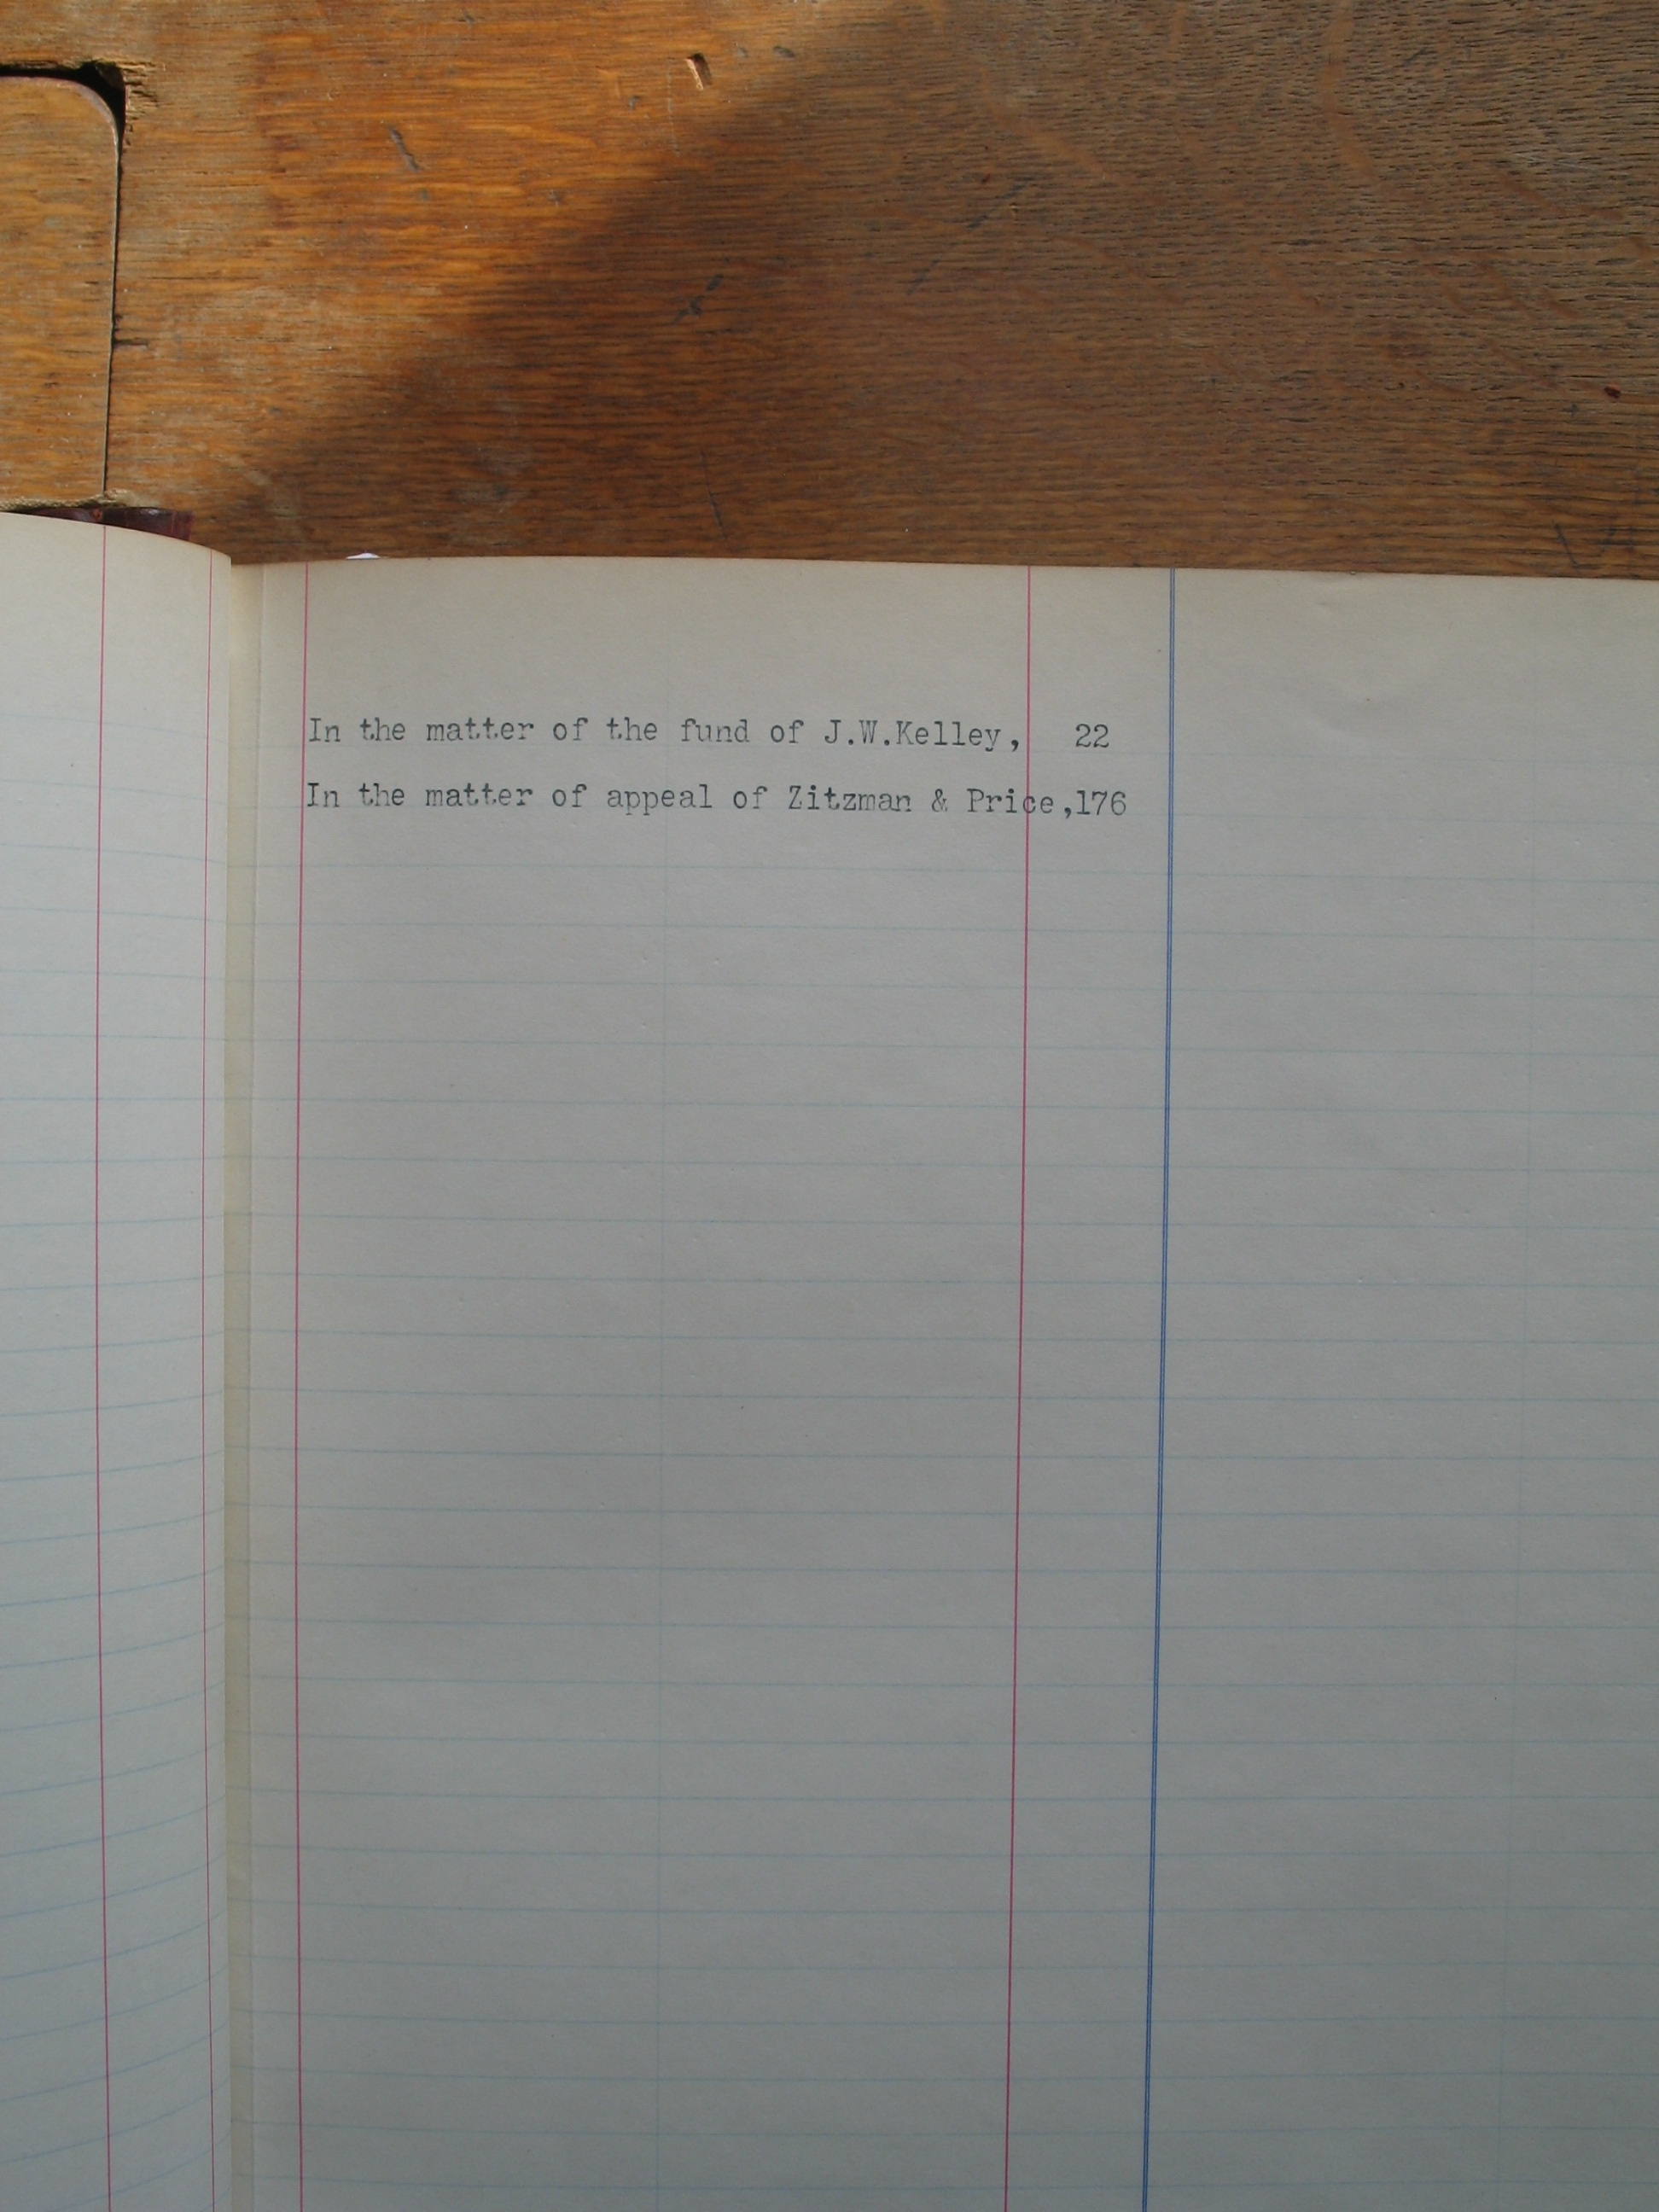 In the matter of the fund of J.W.Kelley, 22
In the matter of appeal of Zitzman & Price,176